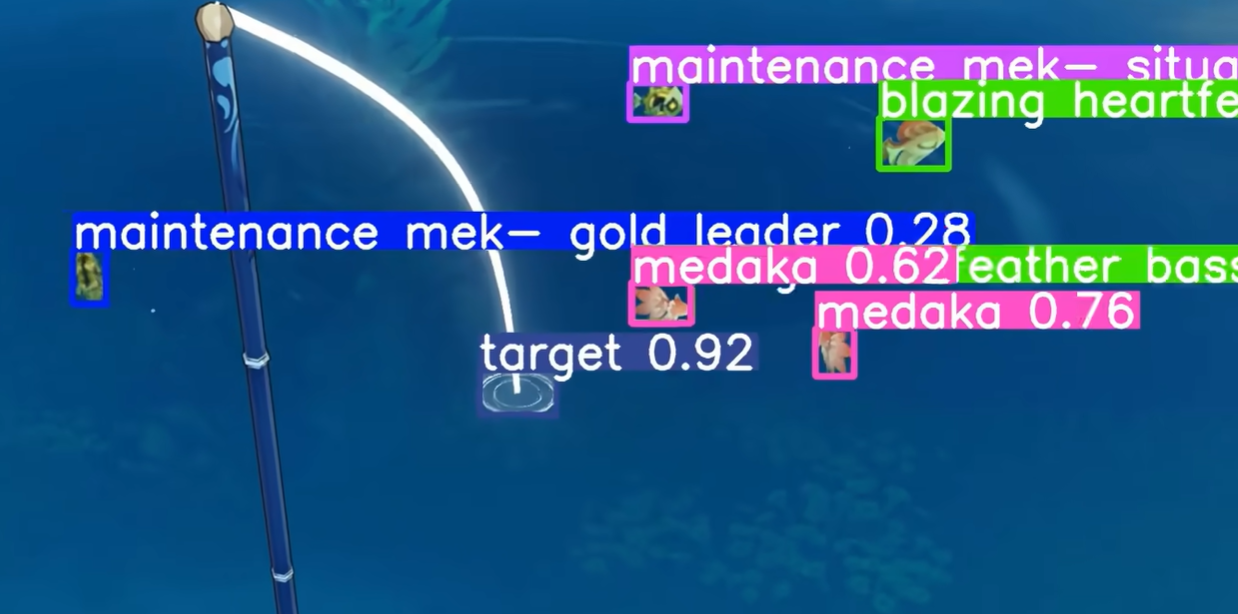 maintenance mek- situa
blazing heartfe
maintenance mek- gold leader 0.28
medaka 0.62
feather bass
medaka 0.76
target 0.92